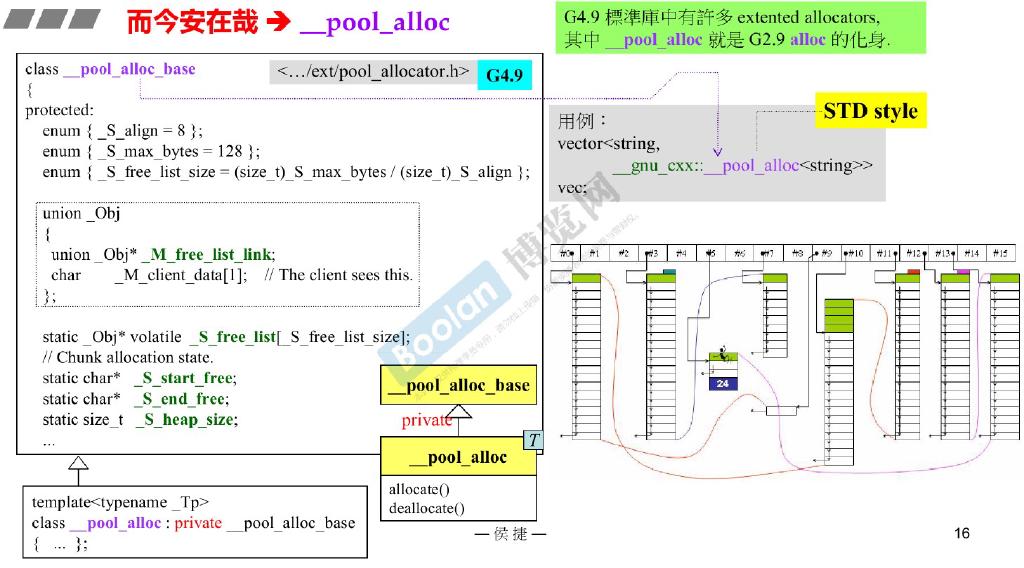 而今安在哉 ➔ __pool_alloc
G4.9 標準庫中有許多 extented allocators,
其中 __pool_alloc 就是 G2.9 alloc 的化身.
class __pool_alloc_base
<…/ext/pool_allocator.h> G4.9
{
protected:
enum { _S_align = 8 };
enum { _S_max_bytes = 128 };
enum { _S_free_list_size = (size_t)_S_max_bytes / (size_t)_S_align };
union _Obj
{
union _Obj* _M_free_list_link;
char _M_client_data[1]; // The client sees this.
};
static _Obj* volatile _S_free_list[_S_free_list_size];
// Chunk allocation state.
static char* _S_start_free;
static char* _S_end_free;
static size_t _S_heap_size;
...
template<typename _Tp>
class __pool_alloc : private __pool_alloc_base
{ ... };
__pool_alloc_base
private
T
__pool_alloc
allocate()
deallocate()
STD style
用例：
vector<string,
__gnu_cxx::__pool_alloc<string>>
vec;
#0 #1 #2 #3 #4 #5 #6 #7 #8 #9 #10 #11 #12 #13 #14 #15
24
Boolan 博览网
— 侯捷 —
16